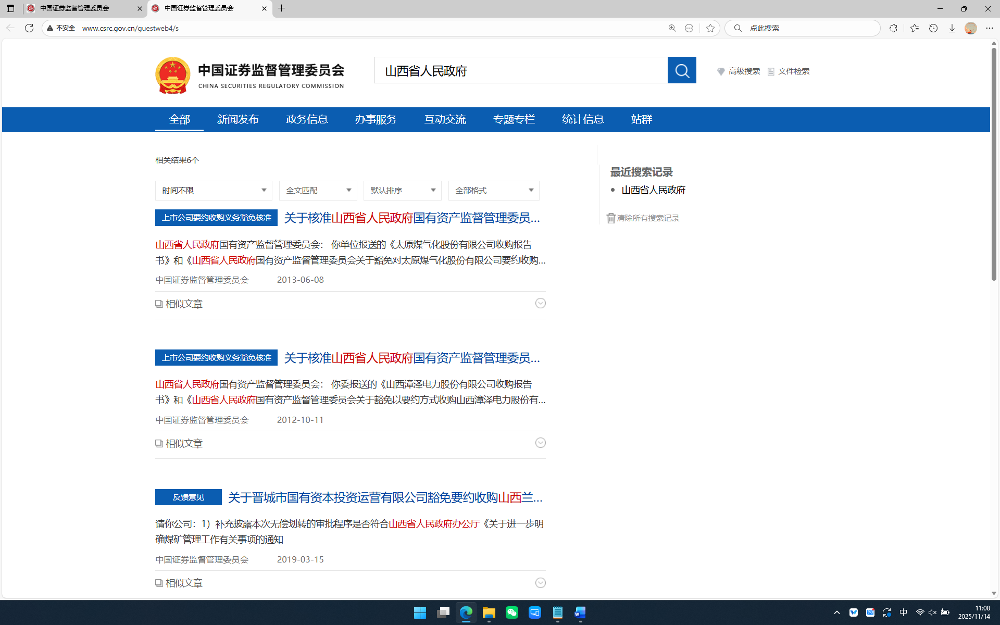 中国证券监督管理委员会
中国证券监督管理委员会
不安全 www.csrc.gov.cn/guestweb4/s
点此搜索
中国证券监督管理委员会
CHINA SECURITIES REGULATORY COMMISSION
山西省人民政府
高级搜索 文件检索
全部 新闻发布 政务信息 办事服务 互动交流 专题专栏 统计信息 站群
相关结果6个
时间不限 全文匹配 默认排序 全部格式
上市公司要约收购义务豁免核准 关于核准山西省人民政府国有资产监督管理委员...
山西省人民政府国有资产监督管理委员会： 你单位报送的《太原煤气化股份有限公司收购报告
书》和《山西省人民政府国有资产监督管理委员会关于豁免对太原煤气化股份有限公司要约收购...
中国证券监督管理委员会 2013-06-08
相似文章
上市公司要约收购义务豁免核准 关于核准山西省人民政府国有资产监督管理委员...
山西省人民政府国有资产监督管理委员会： 你委报送的《山西漳泽电力股份有限公司收购报告
书》和《山西省人民政府国有资产监督管理委员会关于豁免以要约方式收购山西漳泽电力股份有...
中国证券监督管理委员会 2012-10-11
相似文章
反馈意见 关于晋城市国有资本投资运营有限公司豁免要约收购山西兰...
请你公司：1）补充披露本次无偿划转的审批程序是否符合山西省人民政府办公厅《关于进一步明
确煤矿管理工作有关事项的通知
中国证券监督管理委员会 2019-03-15
相似文章
最近搜索记录
山西省人民政府
清除所有搜索记录
中
11:08
2025/11/14